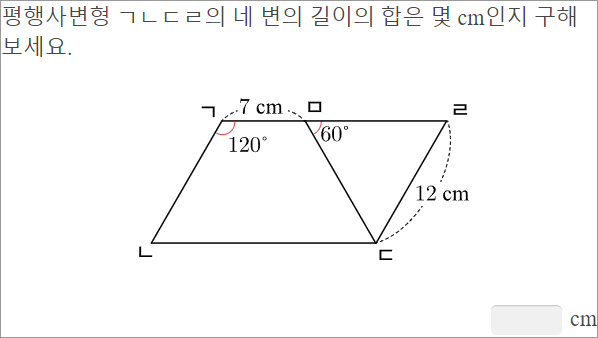 평행사변형 ㄱㄴㄷㄹ의 네 변의 길이의 합은 몇 cm인지 구해
보세요.
ㄱ 7 cm ㅁ ㄹ
120° 60°
12 cm
ㄴ ㄷ
cm